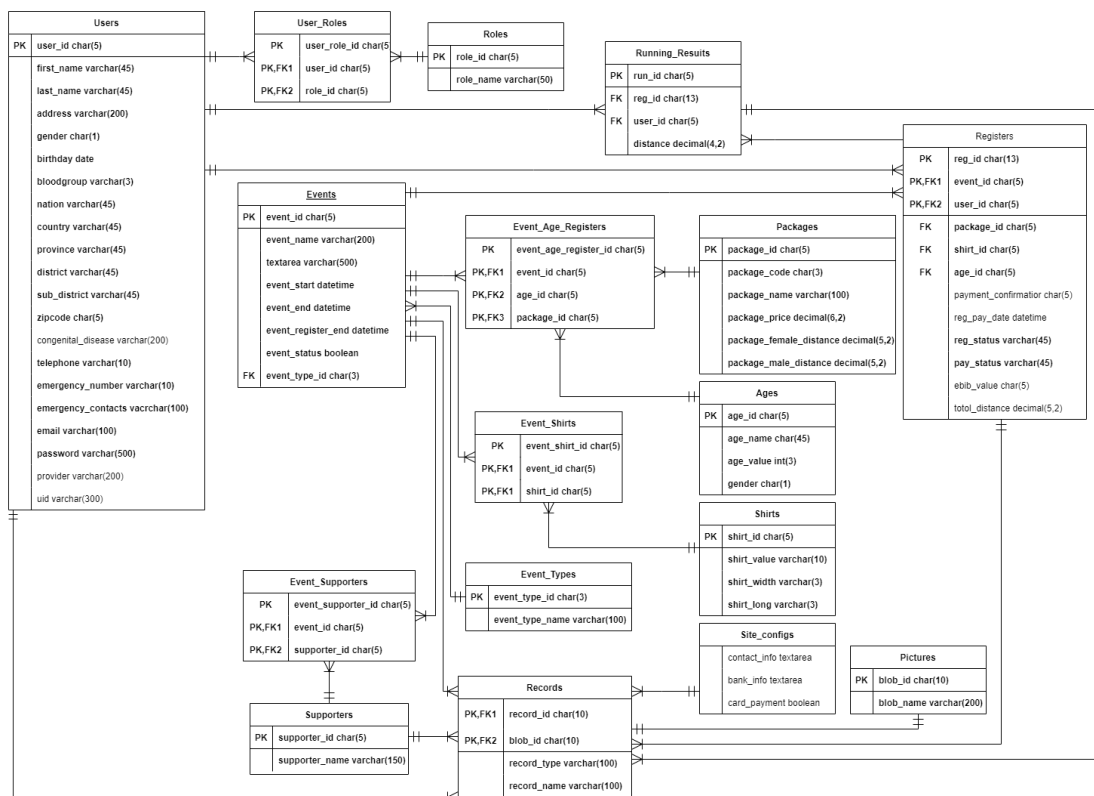 Users
PK user_id char(5)
first_name varchar(45)
last_name varchar(45)
address varchar(200)
gender char(1)
birthday date
bloodgroup varchar(3)
nation varchar(45)
country varchar(45)
province varchar(45)
district varchar(45)
sub_district varchar(45)
zipcode char(5)
congenital_disease varchar(200)
telephone varchar(10)
emergency_number varchar(10)
emergency_contacts vacrchar(100)
email varchar(100)
password varchar(500)
provider varchar(200)
uid varchar(300)
User_Roles
PK user_role_id char(5
PK,FK1 user_id char(5)
PK,FK2 role_id char(5)
Roles
PK role_id char(5)
role_name varchar(50)
Running_Resuits
PK run_id char(5)
FK reg_id char(13)
FK user_id char(5)
distance decimal(4,2)
Registers
PK reg_id char(13)
PK,FK1 event_id char(5)
PK,FK2 user_id char(5)
FK package_id char(5)
FK shirt_id char(5)
FK age_id char(5)
payment_confirmatior char(5)
reg_pay_date datetime
reg_status varchar(45)
pay_status varchar(45)
ebib_value char(5)
totol_distance decimal(5,2)
Events
PK event_id char(5)
event_name varchar(200)
textarea varchar(500)
event_start datetime
event_end datetime
event_register_end datetime
event_status boolean
FK event_type_id char(3)
Event_Age_Registers
PK event_age_register_id char(5)
PK,FK1 event_id char(5)
PK,FK2 age_id char(5)
PK,FK3 package_id char(5)
Packages
PK package_id char(5)
package_code char(3)
package_name varchar(100)
package_price decimal(6,2)
package_female_distance decimal(5,2)
package_male_distance decimal(5,2)
Ages
PK age_id char(5)
age_name char(45)
age_value int(3)
gender char(1)
Event_Shirts
PK event_shirt_id char(5)
PK,FK1 event_id char(5)
PK,FK1 shirt_id char(5)
Shirts
PK shirt_id char(5)
shirt_value varchar(10)
shirt_width varchar(3)
shirt_long varchar(3)
Event_Types
PK event_type_id char(3)
event_type_name varchar(100)
Event_Supporters
PK event_supporter_id char(5)
PK,FK1 event_id char(5)
PK,FK2 supporter_id char(5)
Site_configs
contact_info textarea
bank_info textarea
card_payment boolean
Pictures
PK blob_id char(10)
blob_name varchar(200)
Supporters
PK supporter_id char(5)
supporter_name varchar(150)
Records
PK,FK1 record_id char(10)
PK,FK2 blob_id char(10)
record_type varchar(100)
record_name varchar(100)